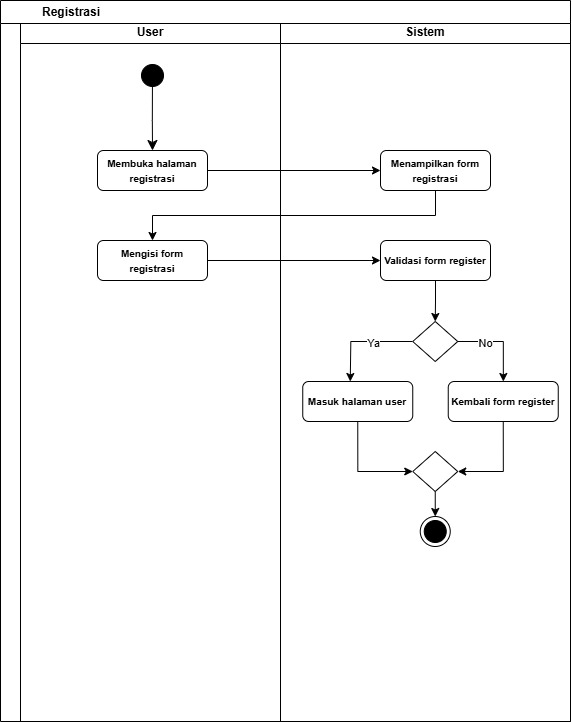 Registrasi
User
Sistem
Membuka halaman
registrasi
Menampilkan form
registrasi
Mengisi form
registrasi
Validasi form register
Ya
No
Masuk halaman user
Kembali form register